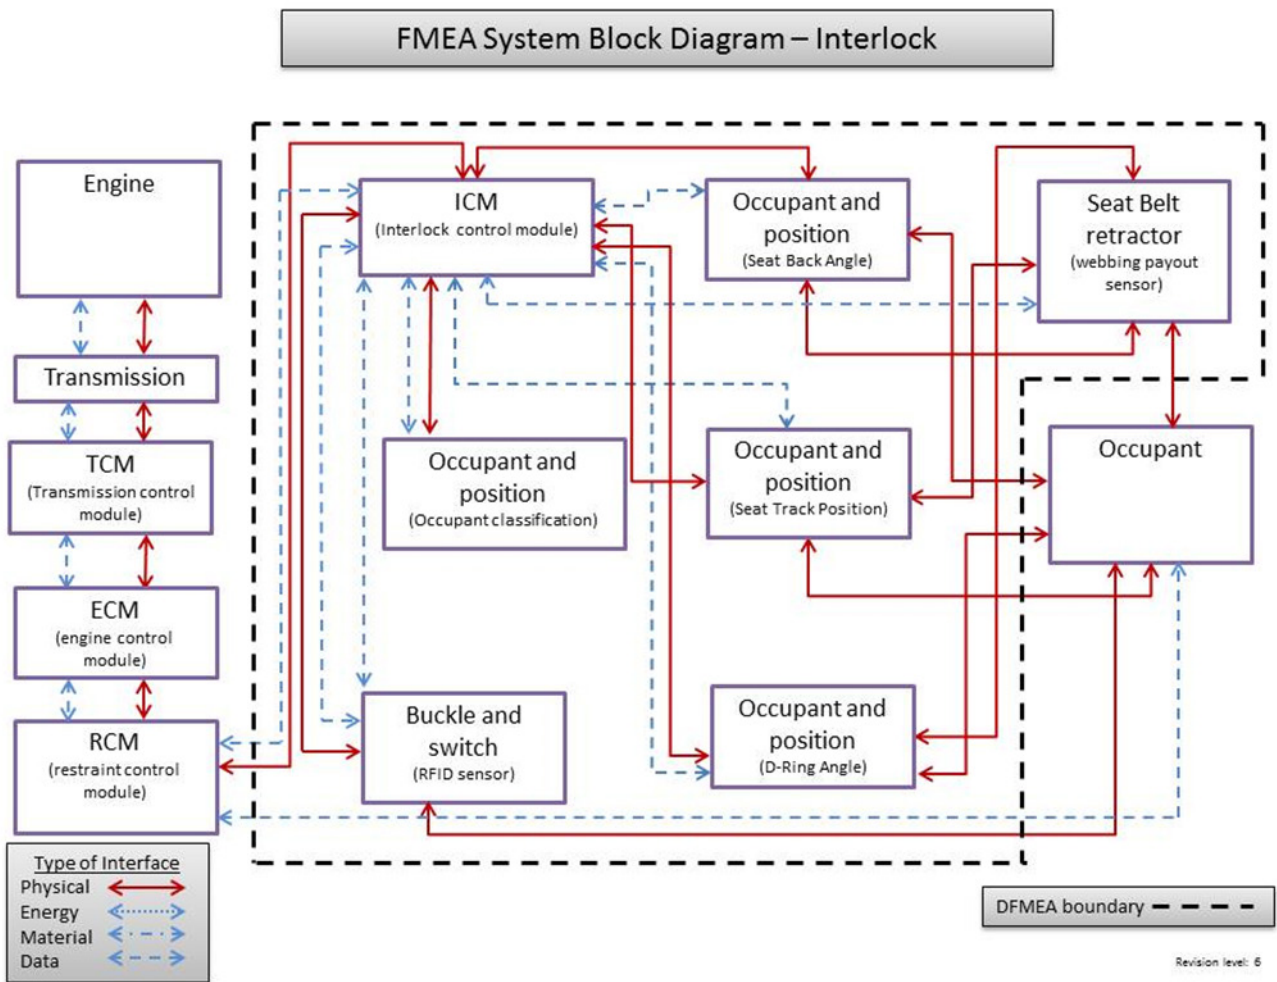 FMEA System Block Diagram – Interlock
Engine
Transmission
TCM
(Transmission control
module)
ECM
(engine control
module)
RCM
(restraint control
module)
ICM
(Interlock control module)
Occupant and
position
(Seat Back Angle)
Seat Belt
retractor
(webbing payout
sensor)
Occupant and
position
(Occupant classification)
Occupant and
position
(Seat Track Position)
Occupant
Buckle and
switch
(RFID sensor)
Occupant and
position
(D-Ring Angle)
Type of Interface
Physical
Energy
Material
Data
DFMEA boundary
Revision level: 6